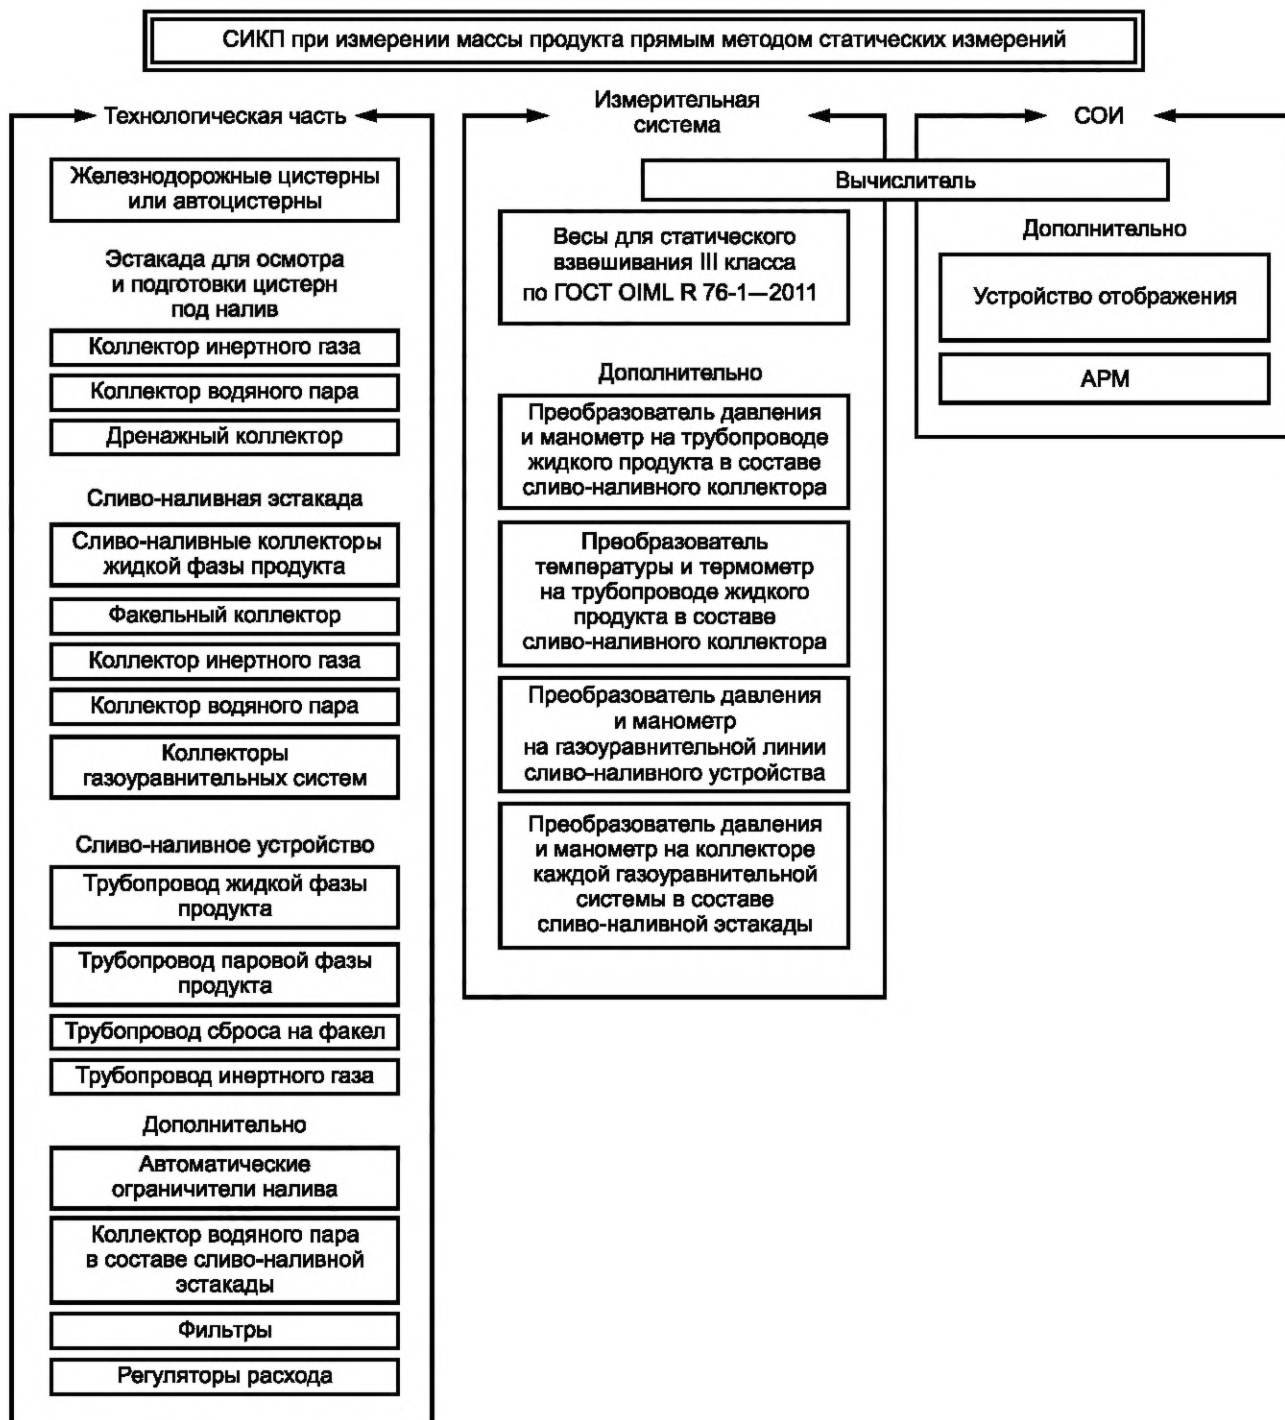 СИКП при измерении массы продукта прямым методом статических измерений
Технологическая часть
Железнодорожные цистерны
или автоцистерны
Эстакада для осмотра
и подготовки цистерн
под налив
Коллектор инертного газа
Коллектор водяного пара
Дренажный коллектор
Сливо-наливная эстакада
Сливо-наливные коллекторы
жидкой фазы продукта
Факельный коллектор
Коллектор инертного газа
Коллектор водяного пара
Коллекторы
газоуравнительных систем
Сливо-наливное устройство
Трубопровод жидкой фазы
продукта
Трубопровод паровой фазы
продукта
Трубопровод сброса на факел
Трубопровод инертного газа
Дополнительно
Автоматические
ограничители налива
Коллектор водяного пара
в составе сливо-наливной
эстакады
Фильтры
Регуляторы расхода
Измерительная
система
Вычислитель
Весы для статического
взвешивания III класса
по ГОСТ OIML R 76-1—2011
Дополнительно
Преобразователь давления
и манометр на трубопроводе
жидкого продукта в составе
сливо-наливного коллектора
Преобразователь
температуры и термометр
на трубопроводе жидкого
продукта в составе
сливо-наливного коллектора
Преобразователь давления
и манометр
на газоуравнительной линии
сливо-наливного устройства
Преобразователь давления
и манометр на коллекторе
каждой газоуравнительной
системы в составе
сливо-наливной эстакады
СОИ
Дополнительно
Устройство отображения
АРМ